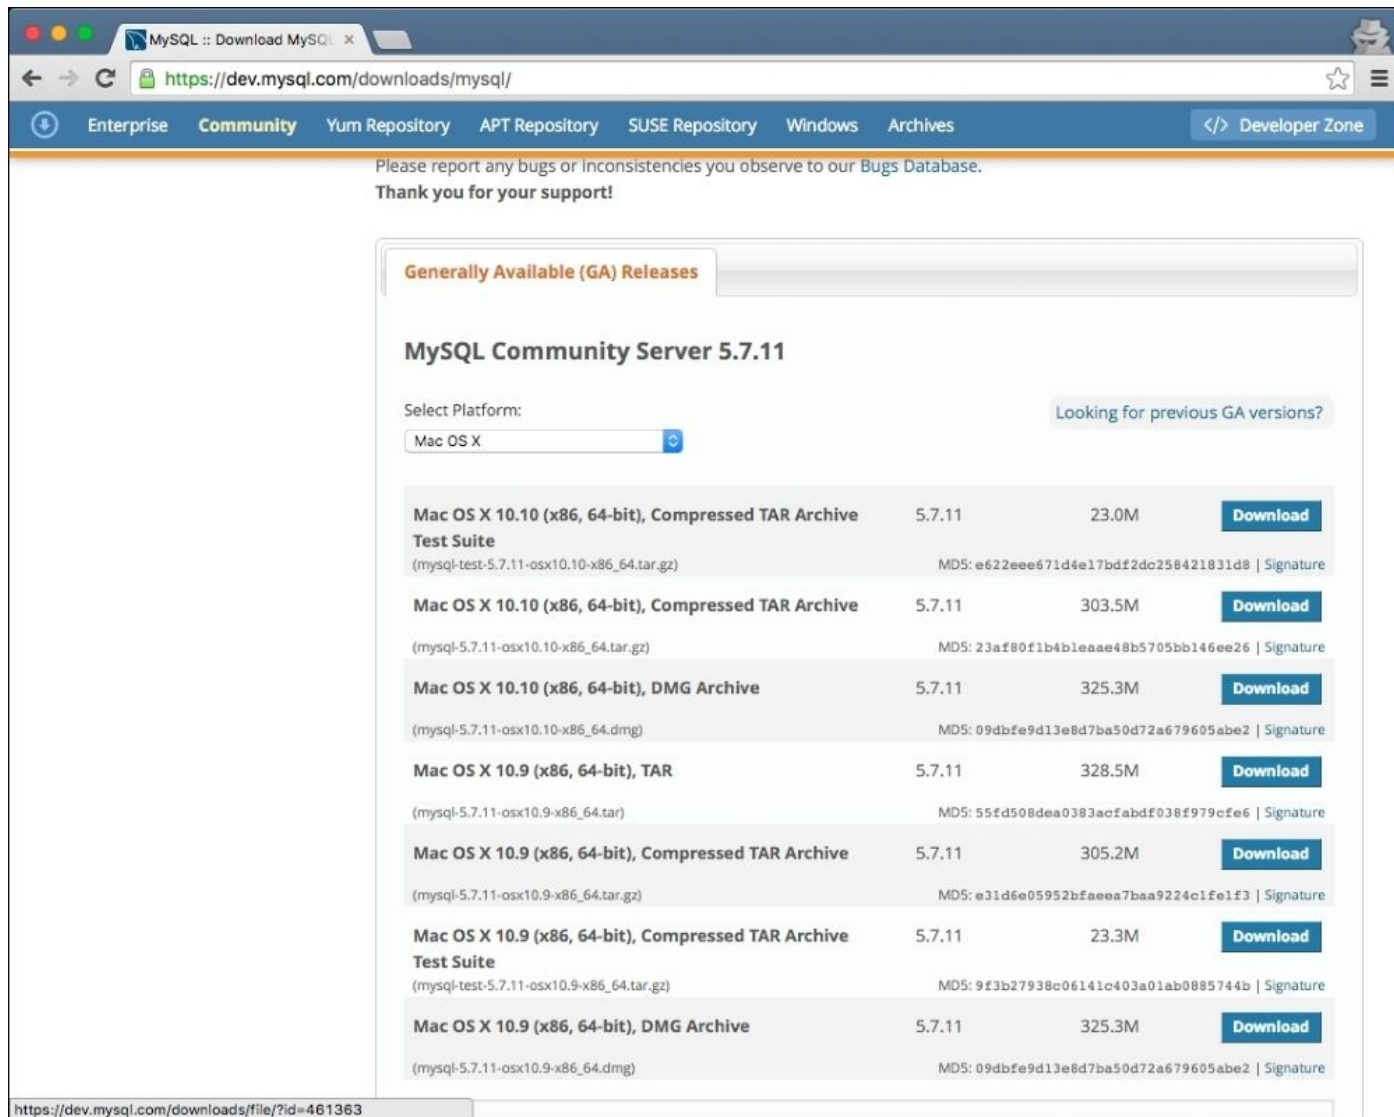 MySQL :: Download MySQL
https://dev.mysql.com/downloads/mysql/
Enterprise Community Yum Repository APT Repository SUSE Repository Windows Archives </> Developer Zone
Please report any bugs or inconsistencies you observe to our Bugs Database.
Thank you for your support!
Generally Available (GA) Releases
MySQL Community Server 5.7.11
Select Platform:
Looking for previous GA versions?
Mac OS X
Mac OS X 10.10 (x86, 64-bit), Compressed TAR Archive 5.7.11 23.0M Download
Test Suite
(mysql-test-5.7.11-osx10.10-x86_64.tar.gz) MD5: e622eee671d4e17bdf2dc258421831d8 | Signature
Mac OS X 10.10 (x86, 64-bit), Compressed TAR Archive 5.7.11 303.5M Download
(mysql-5.7.11-osx10.10-x86_64.tar.gz) MD5: 23af80f1b4b1eaae48b5705bb146ee26 | Signature
Mac OS X 10.10 (x86, 64-bit), DMG Archive 5.7.11 325.3M Download
(mysql-5.7.11-osx10.10-x86_64.dmg) MD5: 09dbfe9d13e8d7ba50d72a679605abe2 | Signature
Mac OS X 10.9 (x86, 64-bit), TAR 5.7.11 328.5M Download
(mysql-5.7.11-osx10.9-x86_64.tar) MD5: 55fd508dea0383acfabdf038f979cfe6 | Signature
Mac OS X 10.9 (x86, 64-bit), Compressed TAR Archive 5.7.11 305.2M Download
(mysql-5.7.11-osx10.9-x86_64.tar.gz) MD5: e31d6e05952bfaeea7baa9224c1fe1f3 | Signature
Mac OS X 10.9 (x86, 64-bit), Compressed TAR Archive 5.7.11 23.3M Download
Test Suite
(mysql-test-5.7.11-osx10.9-x86_64.tar.gz) MD5: 9f3b27938c06141c403a01ab0885744b | Signature
Mac OS X 10.9 (x86, 64-bit), DMG Archive 5.7.11 325.3M Download
(mysql-5.7.11-osx10.9-x86_64.dmg) MD5: 09dbfe9d13e8d7ba50d72a679605abe2 | Signature
https://dev.mysql.com/downloads/file/?id=461363